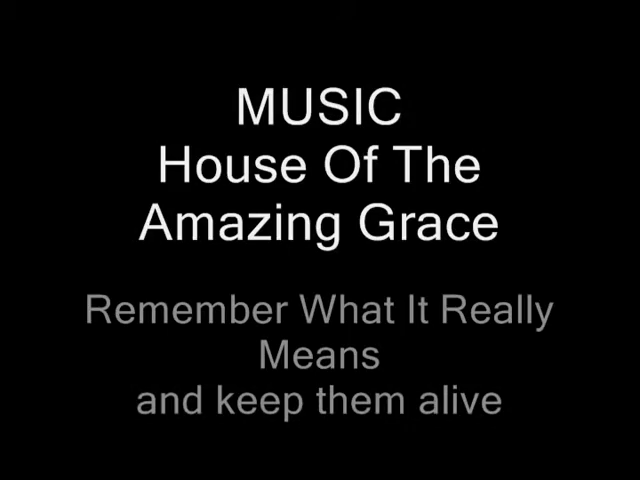 MUSIC
House Of The
Amazing Grace
Remember What It Really
Means
and keep them alive